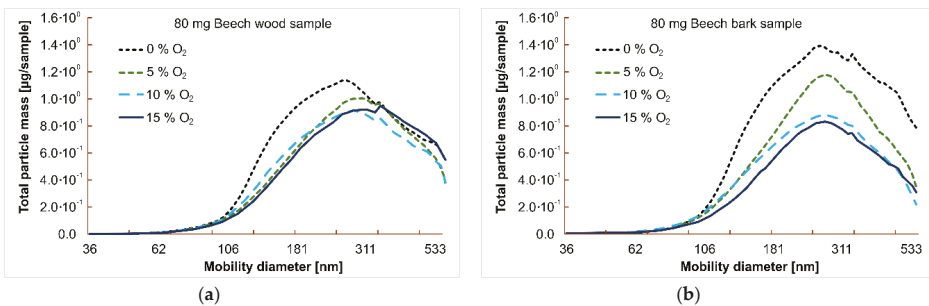 80 mg Beech wood sample
Total particle mass [µg/sample]
1.6·10⁰
1.4·10⁰
1.2·10⁰
1.0·10⁰
8.0·10⁻¹
6.0·10⁻¹
4.0·10⁻¹
2.0·10⁻¹
0.0
0 % O₂
5 % O₂
10 % O₂
15 % O₂
36 62 106 181 311 533
Mobility diameter [nm]
(a)
80 mg Beech bark sample
Total particle mass [µg/sample]
1.6·10⁰
1.4·10⁰
1.2·10⁰
1.0·10⁰
8.0·10⁻¹
6.0·10⁻¹
4.0·10⁻¹
2.0·10⁻¹
0.0
0 % O₂
5 % O₂
10 % O₂
15 % O₂
36 62 106 181 311 533
Mobility diameter [nm]
(b)